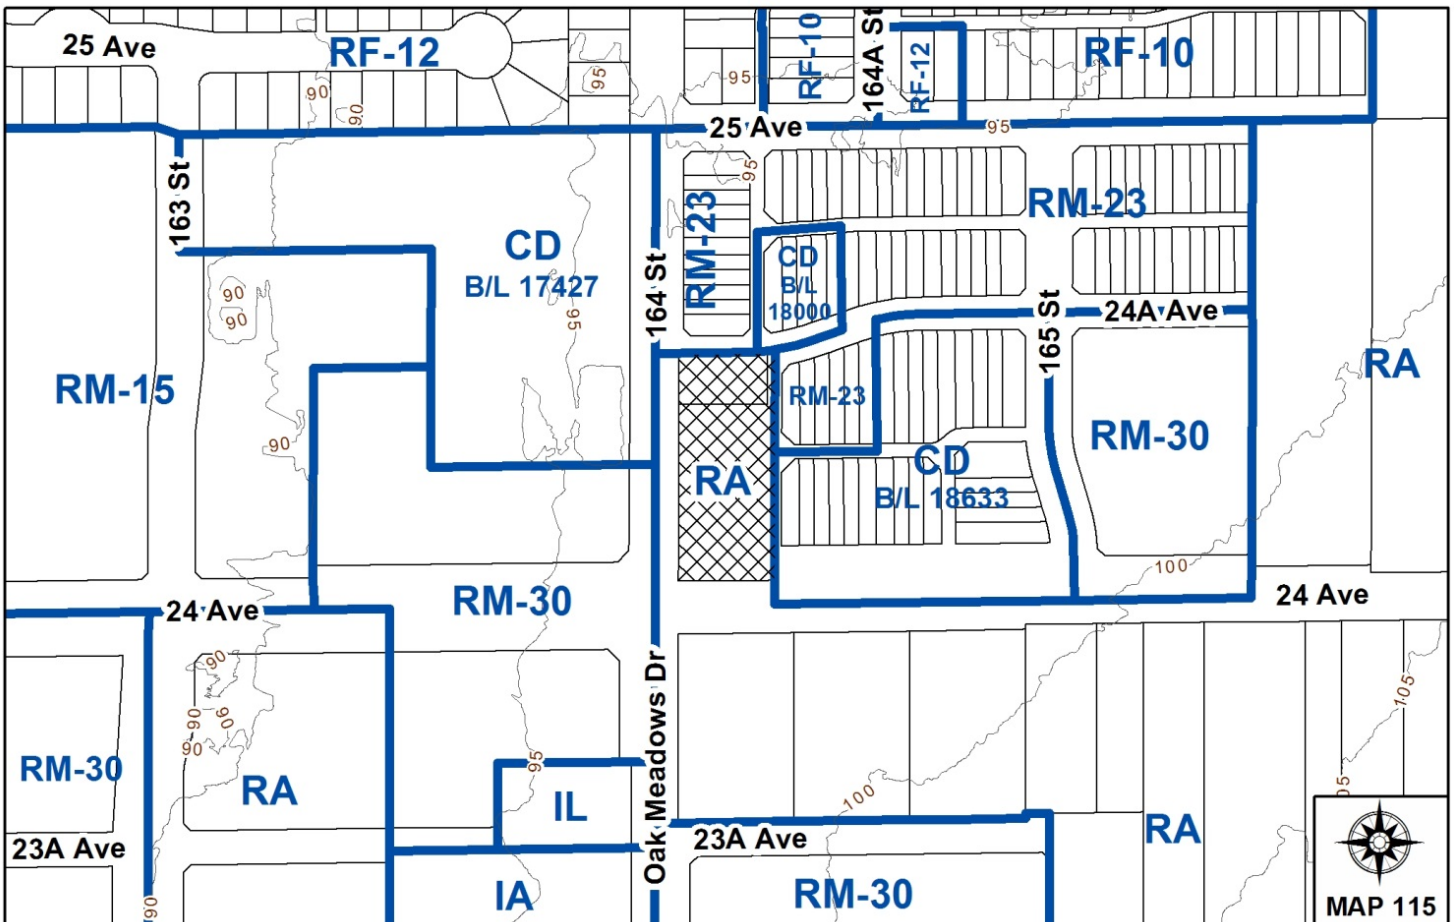 25 Ave
RF-12
RF-10
164A St
RF-12
RF-10
90
90
95
95
25 Ave
95
163 St
CD
B/L 17427
95
164 St
RM-23
95
CD
B/L
18000
RM-23
165 St
24A Ave
90
90
RM-15
90
RM-23
RM-30
RA
RA
CD
B/L 18633
100
24 Ave
RM-30
24 Ave
90
90
90
90
RM-30
RA
95
IL
Oak Meadows Dr
100
105
95
23A Ave
23A Ave
RA
90
IA
RM-30
MAP 115